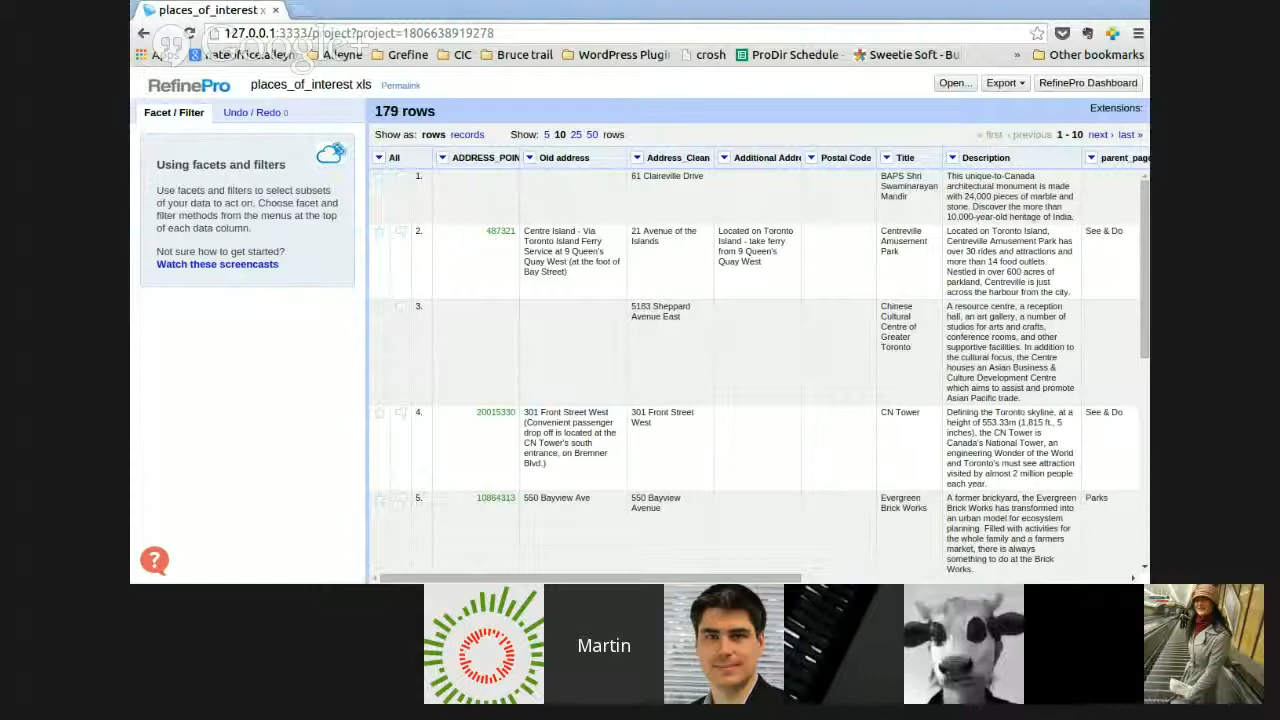 places_of_interest x
127.0.0.1:3333/project?project=1806638919278
Google+
Apps
Alleyne
Grefine
CIC
Bruce trail
WordPress Plugin
crosh
ProDir Schedule -
Sweetie Soft - Bu
»
Other bookmarks
RefinePro
places_of_interest xls
Permalink
Open...
Export
RefinePro Dashboard
Facet / Filter
Undo / Redo 0
179 rows
Extensions:
Show as: rows records
Show: 5 10 25 50 rows
« first ‹ previous 1 - 10 next › last »
Using facets and filters
Use facets and filters to select subsets
of your data to act on. Choose facet and
filter methods from the menus at the top
of each data column.
Not sure how to get started?
Watch these screencasts
All
ADDRESS_POIN
Old address
Address_Clean
Additional Addre
Postal Code
Title
Description
parent_page
1.
61 Claireville Drive
BAPS Shri
Swaminarayan
Mandir
This unique-to-Canada
architectural monument is made
with 24,000 pieces of marble and
stone. Discover the more than
10,000-year-old heritage of India.
2.
487321
Centre Island - Via
Toronto Island Ferry
Service at 9 Queen's
Quay West (at the foot of
Bay Street)
21 Avenue of the
Islands
Located on Toronto
Island - take ferry
from 9 Queen's
Quay West
Centreville
Amusement
Park
Located on Toronto Island,
Centreville Amusement Park has
over 30 rides and attractions and
more than 14 food outlets.
Nestled in over 600 acres of
parkland, Centreville is just
across the harbour from the city.
See & Do
3.
5183 Sheppard
Avenue East
Chinese
Cultural
Centre of
Greater
Toronto
A resource centre, a reception
hall, an art gallery, a number of
studios for arts and crafts,
conference rooms, and other
supportive facilities. In addition to
the cultural focus, the Centre
houses an Asian Business &
Culture Development Centre
which aims to assist and promote
Asian Pacific trade.
4.
20015330
301 Front Street West
(Convenient passenger
drop off is located at the
CN Tower's south
entrance, on Bremner
Blvd.)
301 Front Street
West
CN Tower
Defining the Toronto skyline, at a
height of 553.33m (1,815 ft., 5
inches), the CN Tower is
Canada's National Tower, an
engineering Wonder of the World
and Toronto's must see attraction
visited by almost 2 million people
each year.
See & Do
5.
10864313
550 Bayview Ave
550 Bayview
Avenue
Evergreen
Brick Works
A former brickyard, the Evergreen
Brick Works has transformed into
an urban model for ecosystem
planning. Filled with activities for
the whole family and a farmers
market, there is always
something to do at the Brick
Works.
Parks
?
Martin